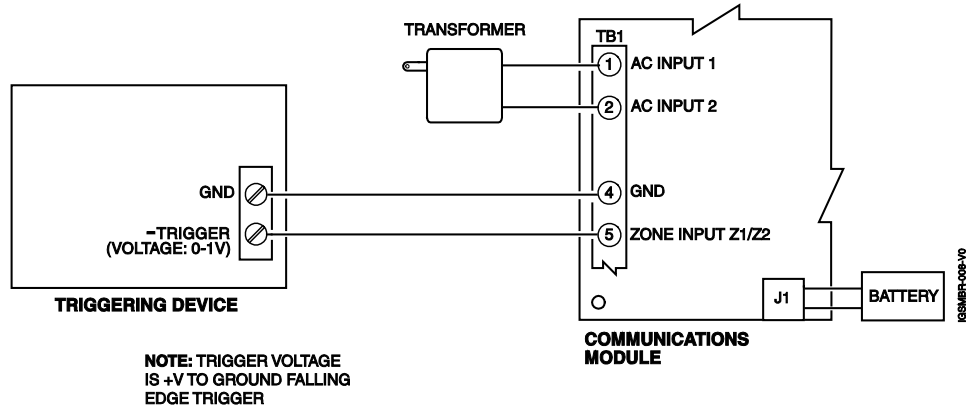 TRANSFORMER
TB1
1 AC INPUT 1
2 AC INPUT 2
GND
4 GND
–TRIGGER
(VOLTAGE: 0-1V)
5 ZONE INPUT Z1/Z2
TRIGGERING DEVICE
J1
BATTERY
IGSMBR-008-V0
COMMUNICATIONS
MODULE
NOTE: TRIGGER VOLTAGE
IS +V TO GROUND FALLING
EDGE TRIGGER